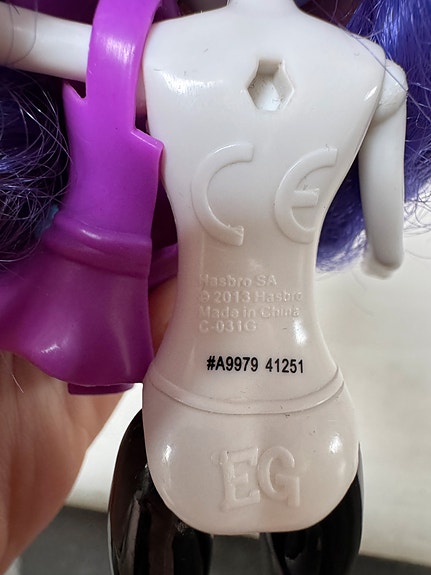 CE
Hasbro SA
© 2013 Hasbro
Made in China
C-031G
#A9979 41251
EG